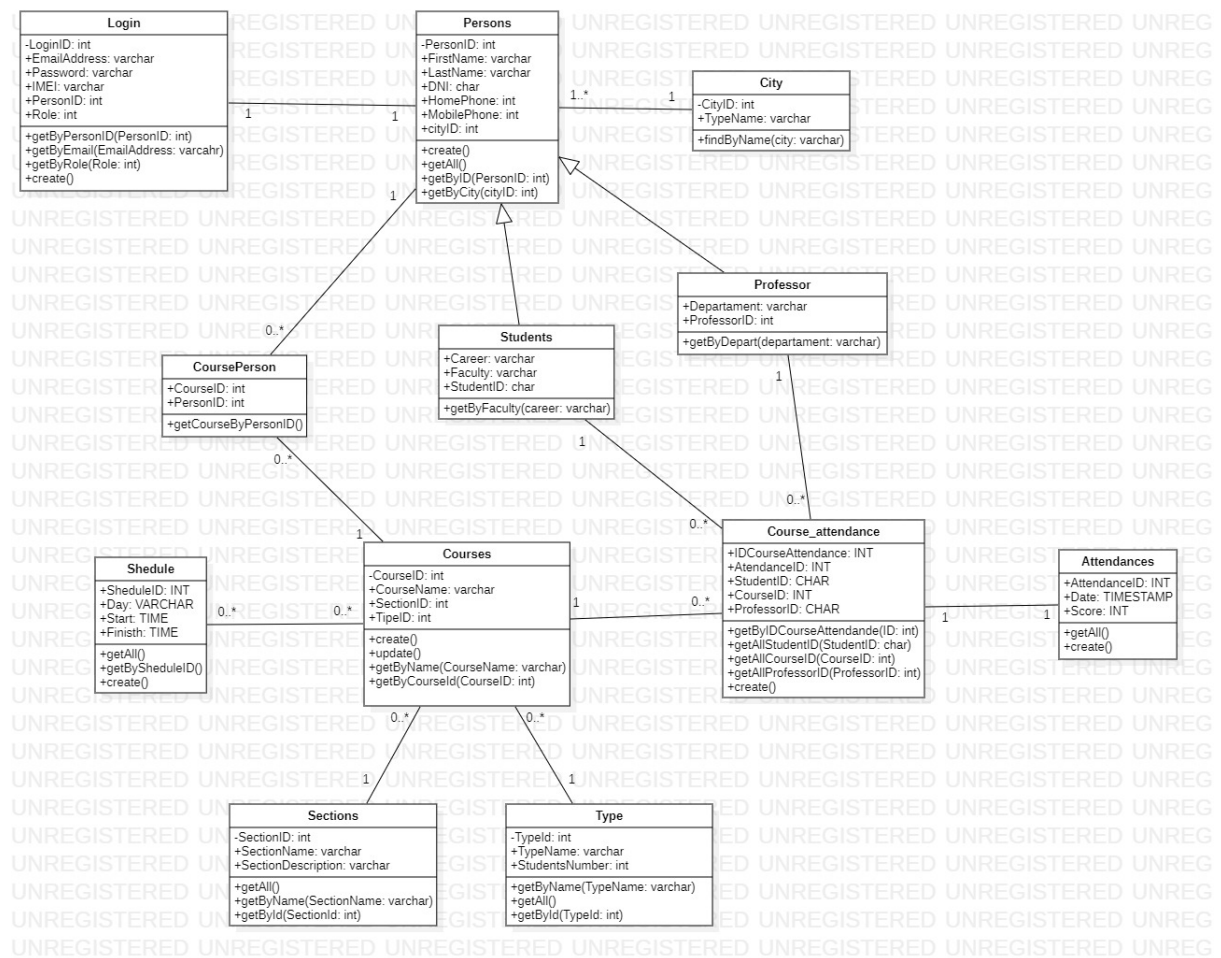 Login
-LoginID: int
+EmailAddress: varchar
+Password: varchar
+IMEI: varchar
+PersonID: int
+Role: int
+getByPersonID(PersonID: int)
+getByEmail(EmailAddress: varcahr)
+getByRole(Role: int)
+create()
1
1
Persons
-PersonID: int
+FirstName: varchar
+LastName: varchar
+DNI: char
+HomePhone: int
+MobilePhone: int
+cityID: int
+create()
+getAll()
+getByID(PersonID: int)
+getByCity(cityID: int)
1..*
1
City
-CityID: int
+TypeName: varchar
+findByName(city: varchar)
1
0..*
CoursePerson
+CourseID: int
+PersonID: int
+getCourseByPersonID()
0..*
1
Students
+Career: varchar
+Faculty: varchar
+StudentID: char
+getByFaculty(career: varchar)
1
0..*
Professor
+Departament: varchar
+ProfessorID: int
+getByDepart(departament: varchar)
1
0..*
Shedule
+SheduleID: INT
+Day: VARCHAR
+Start: TIME
+Finisth: TIME
+getAll()
+getBySheduleID()
+create()
0..*
0..*
Courses
-CourseID: int
+CourseName: varchar
+SectionID: int
+TipeID: int
+create()
+update()
+getByName(CourseName: varchar)
+getByCourseId(CourseID: int)
1
0..*
Course_attendance
+IDCourseAttendance: INT
+AtendanceID: INT
+StudentID: CHAR
+CourseID: INT
+ProfessorID: CHAR
+getByIDCourseAttendande(ID: int)
+getAllStudentID(StudentID: char)
+getAllCourseID(CourseID: int)
+getAllProfessorID(ProfessorID: int)
+create()
1
1
Attendances
+AttendanceID: INT
+Date: TIMESTAMP
+Score: INT
+getAll()
+create()
0..*
1
0..*
1
Sections
-SectionID: int
+SectionName: varchar
+SectionDescription: varchar
+getAll()
+getByName(SectionName: varchar)
+getById(SectionId: int)
Type
-TypeId: int
+TypeName: varchar
+StudentsNumber: int
+getByName(TypeName: varchar)
+getAll()
+getById(TypeId: int)
UNREGISTERED